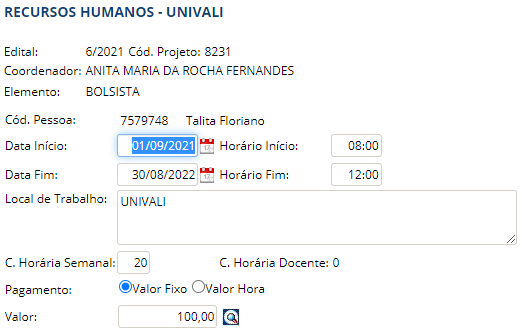 RECURSOS HUMANOS - UNIVALI
Edital: 6/2021 Cód. Projeto: 8231
Coordenador: ANITA MARIA DA ROCHA FERNANDES
Elemento: BOLSISTA
Cód. Pessoa: 7579748 Talita Floriano
Data Início: 01/09/2021 Horário Início: 08:00
Data Fim: 30/08/2022 Horário Fim: 12:00
Local de Trabalho: UNIVALI
C. Horária Semanal: 20 C. Horária Docente: 0
Pagamento: Valor Fixo Valor Hora
Valor: 100,00